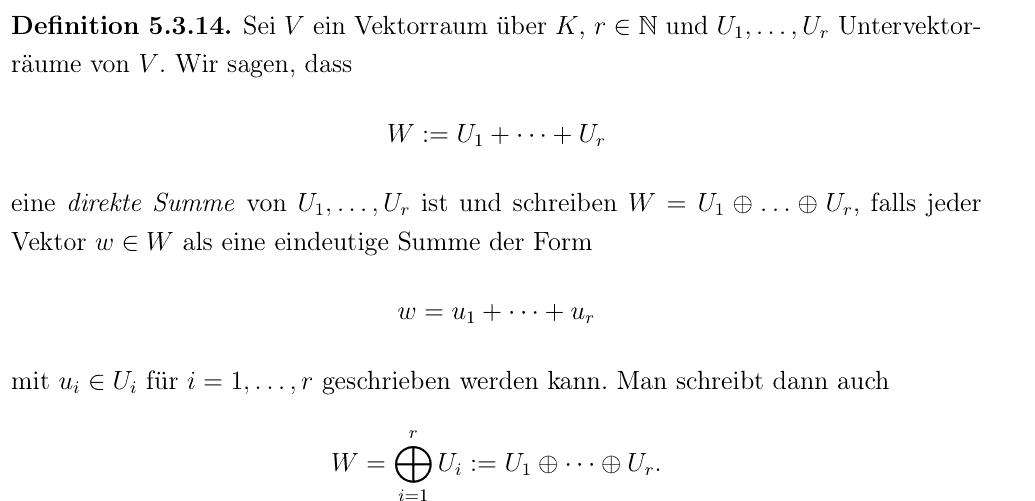 Definition 5.3.14. Sei V ein Vektorraum über K, r ∈ ℕ und U₁, . . . , Uᵣ Untervektor-
räume von V. Wir sagen, dass
W := U₁ + · · · + Uᵣ
eine direkte Summe von U₁, . . . , Uᵣ ist und schreiben W = U₁ ⊕ . . . ⊕ Uᵣ, falls jeder
Vektor w ∈ W als eine eindeutige Summe der Form
w = u₁ + · · · + uᵣ
mit uᵢ ∈ Uᵢ für i = 1, . . . , r geschrieben werden kann. Man schreibt dann auch
W = ⨁ᵢ₌₁ʳ Uᵢ := U₁ ⊕ · · · ⊕ Uᵣ.